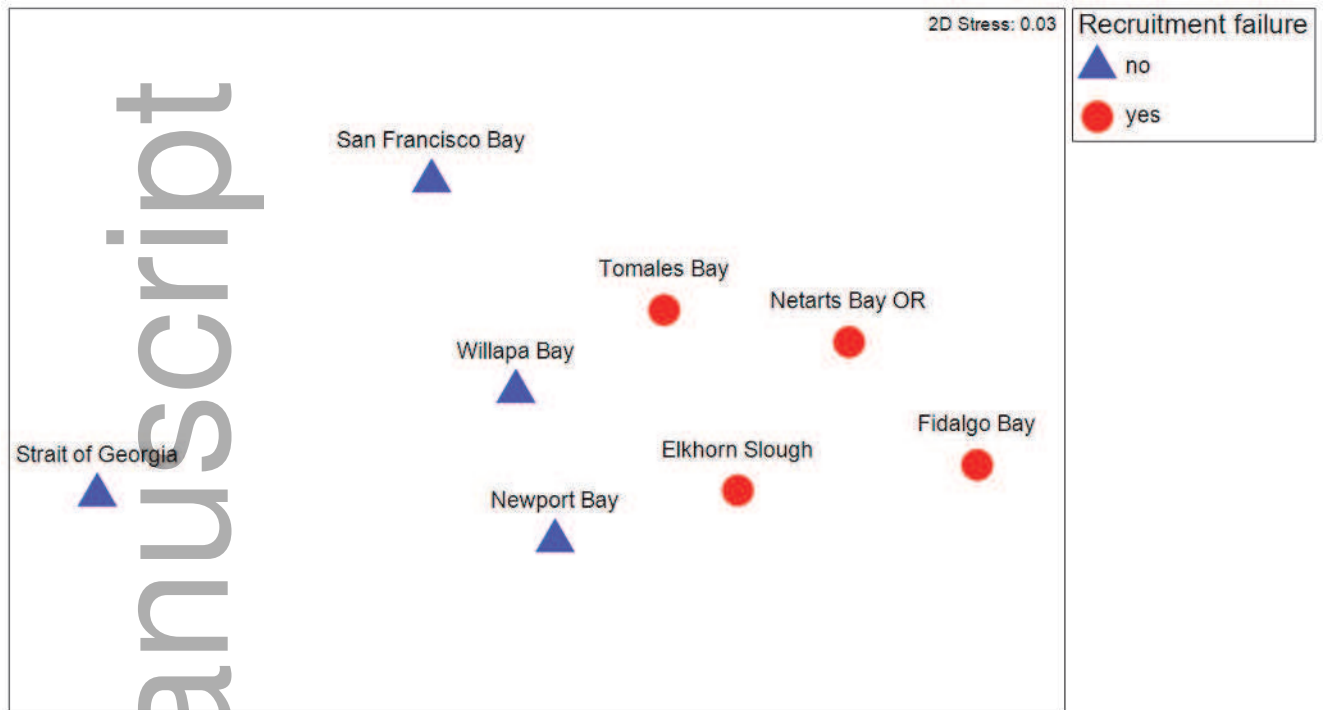 2D Stress: 0.03
Recruitment failure
no
yes
San Francisco Bay
Tomales Bay
Netarts Bay OR
Willapa Bay
Fidalgo Bay
Strait of Georgia
Elkhorn Slough
Newport Bay
anuscript